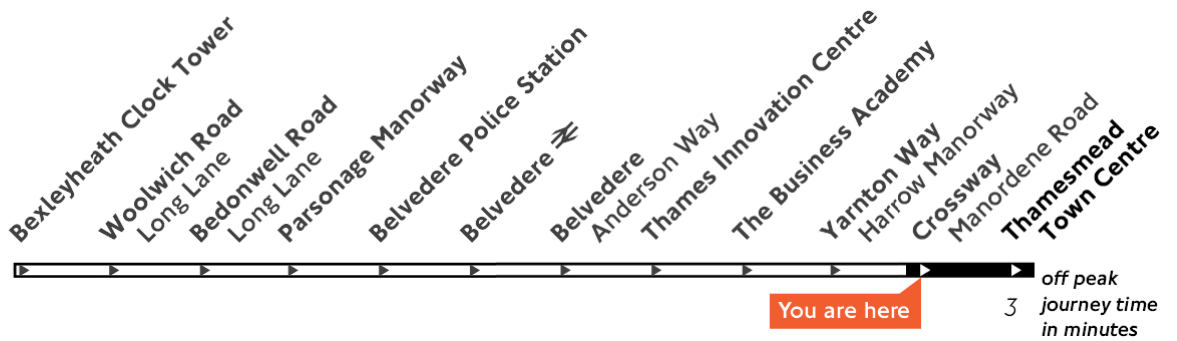 Bexleyheath Clock Tower
Woolwich Road
Long Lane
Bedonwell Road
Long Lane
Parsonage Manorway
Belvedere Police Station
Belvedere
Belvedere
Anderson Way
Thames Innovation Centre
The Business Academy
Yarnton Way
Harrow Manorway
Crossway
Manordene Road
Thamesmead
Town Centre
You are here
3
off peak
journey time
in minutes